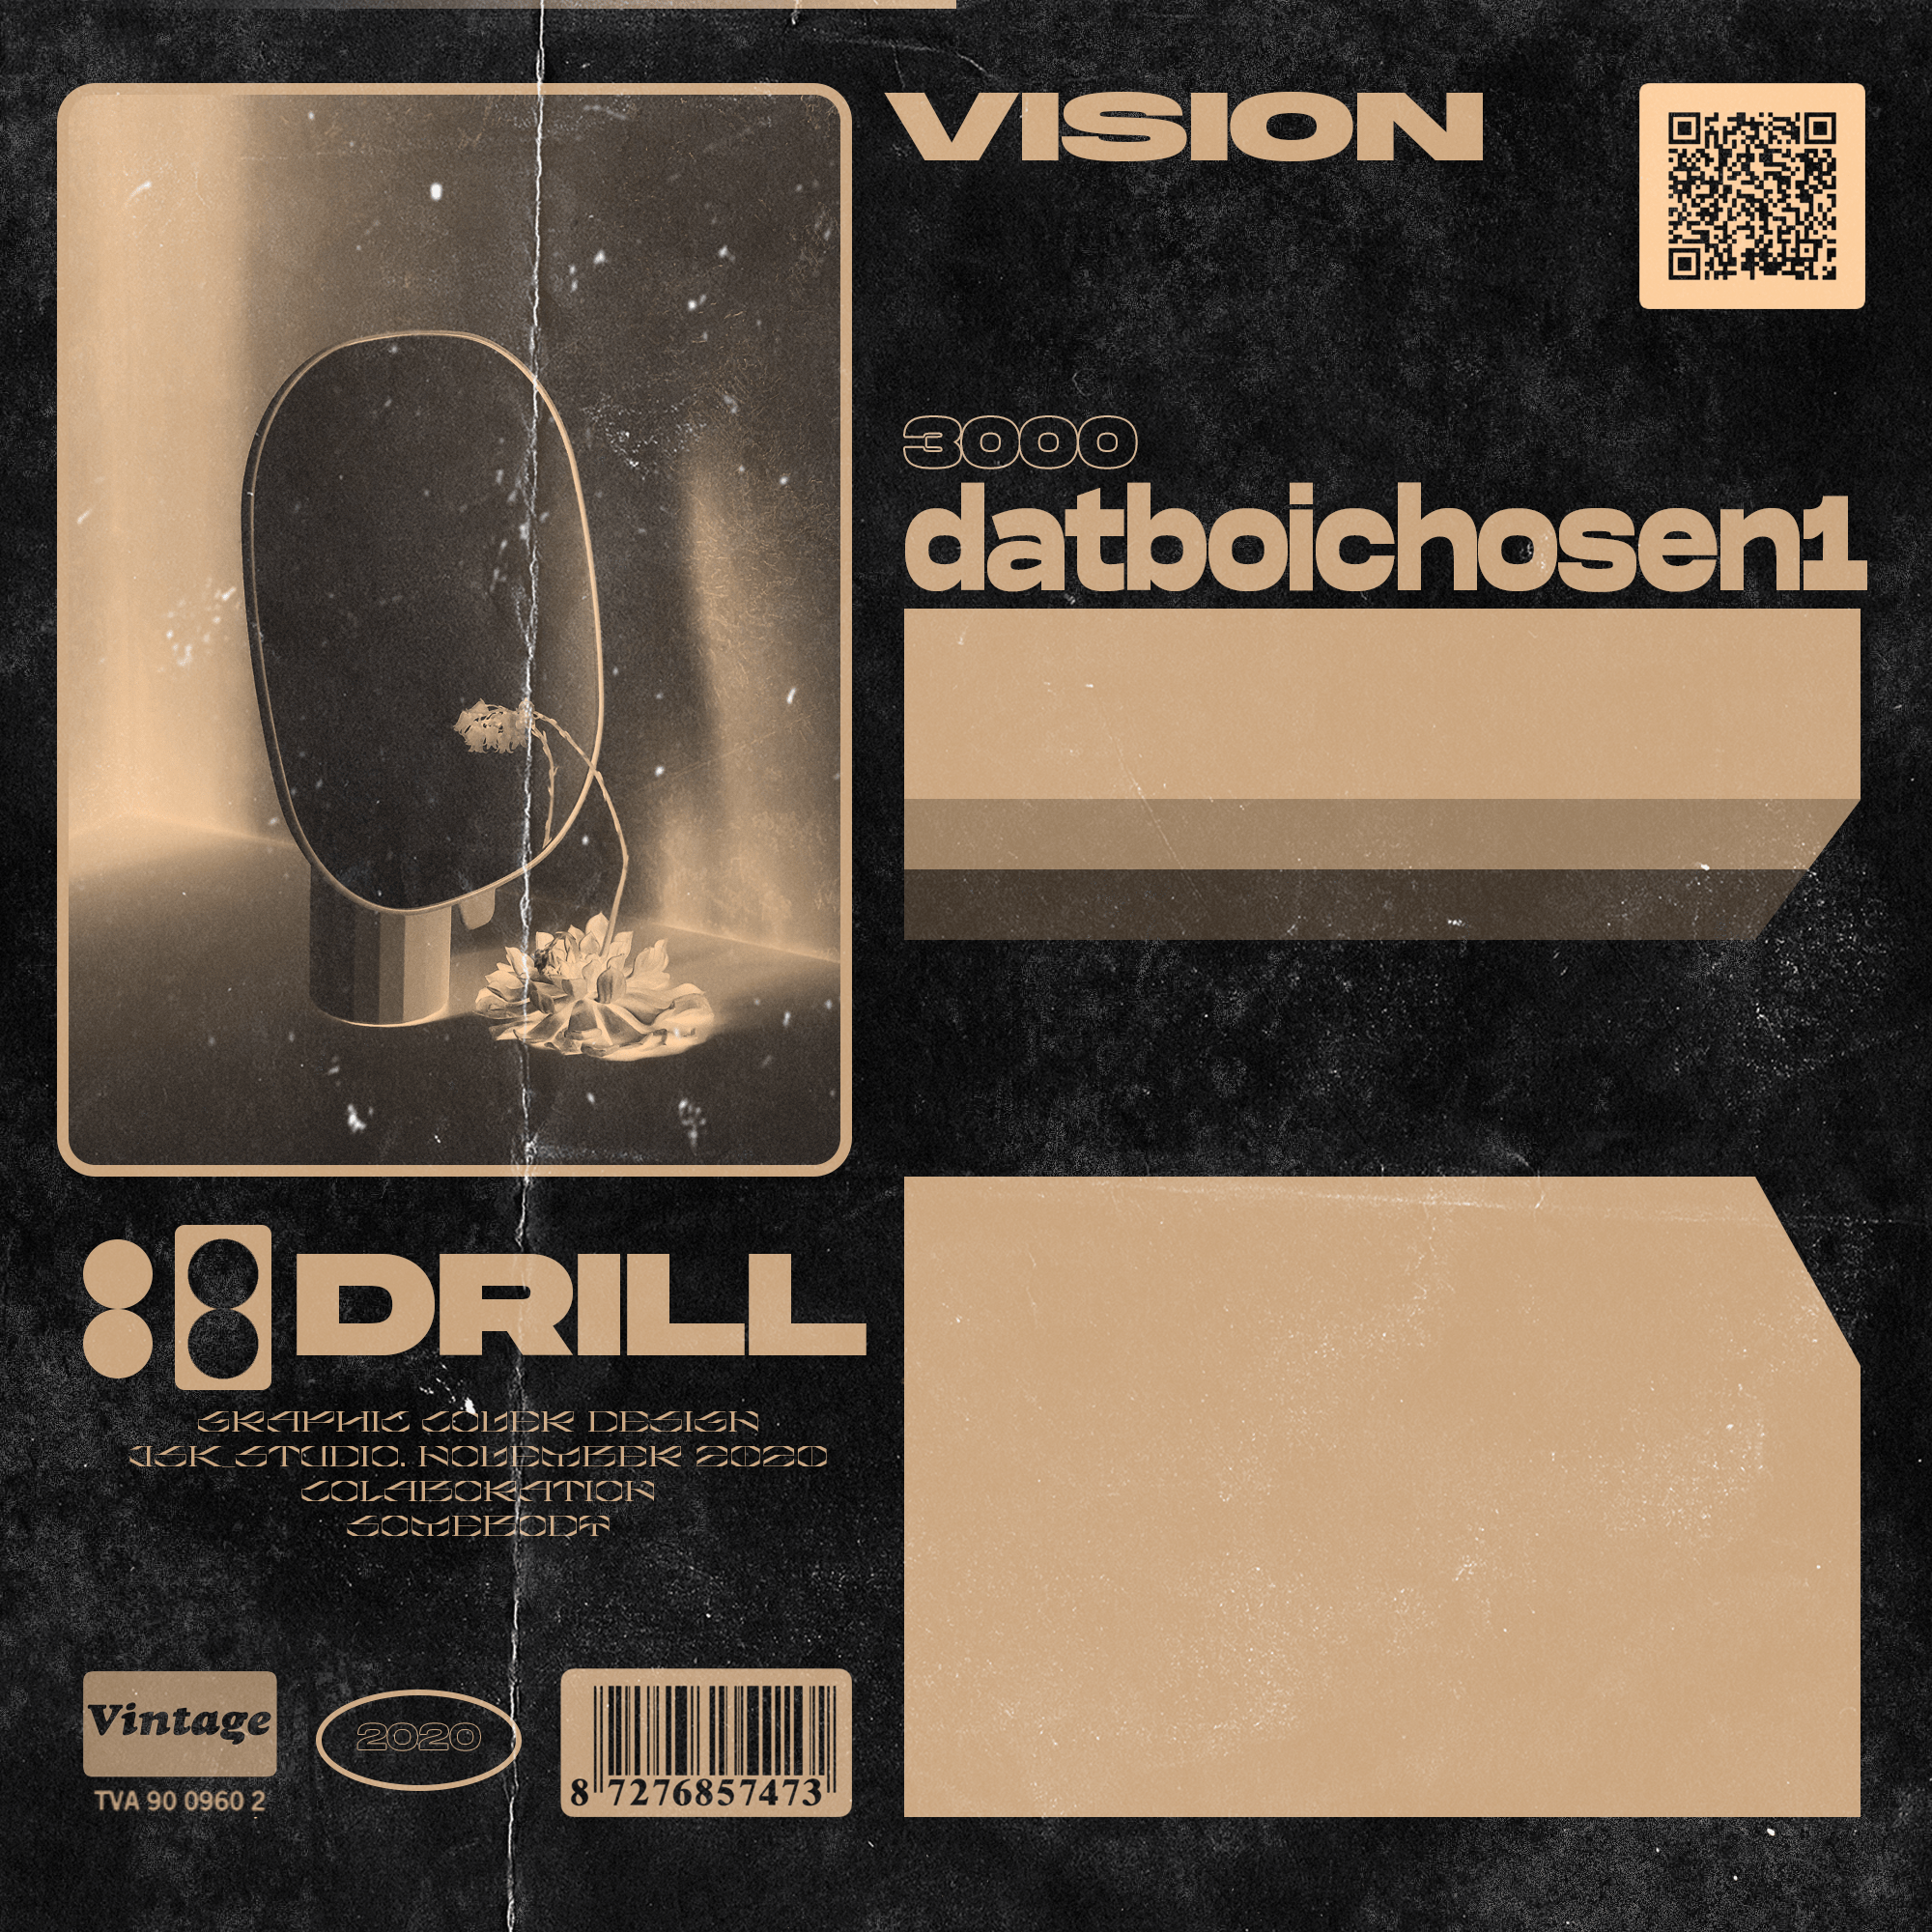 VISION
3000
datboichosen1
DRILL
GRAPHIC COVER DESIGN
JSK_STUDIO. NOVEMBER 2020
COLABORATION
SOMEBODY
Vintage
TVA 90 0960 2
2020
8 7276857473